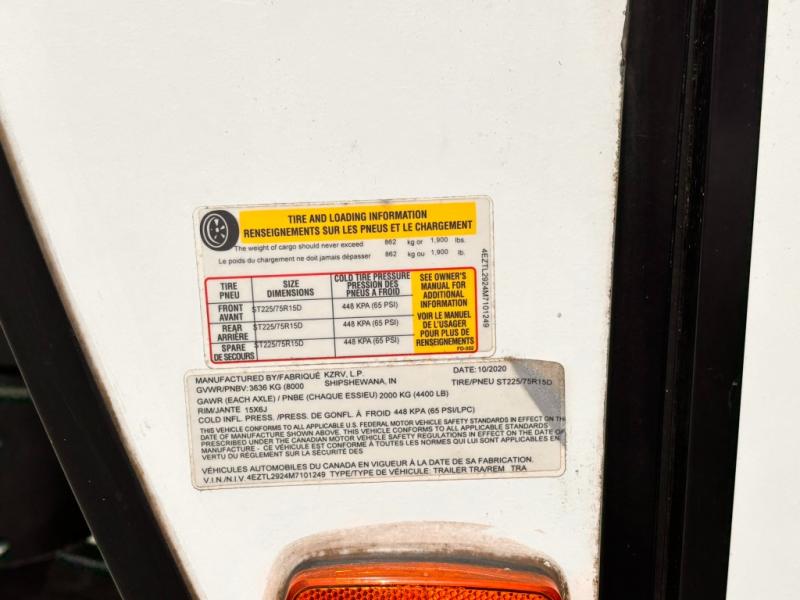 TIRE AND LOADING INFORMATION
RENSEIGNEMENTS SUR LES PNEUS ET LE CHARGEMENT
The weight of cargo should never exceed 862 kg or 1,900 lbs.
Le poids du chargement ne doit jamais dépasser 862 kg ou 1,900 lb.
TIRE PNEU SIZE DIMENSIONS COLD TIRE PRESSURE PRESSION DES PNEUS A FROID
FRONT AVANT ST225/75R15D 448 KPA (65 PSI)
REAR ARRIÈRE ST225/75R15D 448 KPA (65 PSI)
SPARE DE SECOURS ST225/75R15D 448 KPA (65 PSI)
SEE OWNER'S
MANUAL FOR
ADDITIONAL
INFORMATION
VOIR LE MANUEL
DE L'USAGER
POUR PLUS DE
RENSEIGNEMENTS
4EZTL2924M7101249
MANUFACTURED BY/FABRIQUÉ KZRV, L.P. DATE: 10/2020
GVWR/PNBV: 3636 KG (8000 SHIPSHEWANA, IN TIRE/PNEU ST225/75R15D
GAWR (EACH AXLE) / PNBE (CHAQUE ESSIEU) 2000 KG (4400 LB)
RIM/JANTE 15X6J
COLD INFL. PRESS. /PRESS. DE GONFL. À FROID 448 KPA (65 PSI/LPC)
THIS VEHICLE CONFORMS TO ALL APPLICABLE U.S. FEDERAL MOTOR VEHICLE SAFETY STANDARDS IN EFFECT ON THE
DATE OF MANUFACTURE SHOWN ABOVE. THIS VEHICLE CONFORMS TO ALL APPLICABLE STANDARDS
PRESCRIBED UNDER THE CANADIAN MOTOR VEHICLE SAFETY REGULATIONS IN EFFECT ON THE DATE OF
MANUFACTURE - CE VÉHICULE EST CONFORME À TOUTES LES NORMES QUI LUI SONT APPLICABLES EN
VERTU DU RÈGLEMENT SUR LA SÉCURITÉ DES
VÉHICULES AUTOMOBILES DU CANADA EN VIGUEUR À LA DATE DE SA FABRICATION.
V.I.N./N.I.V. 4EZTL2924M7101249 TYPE/TYPE DE VÉHICULE: TRAILER TRA/REM TRA